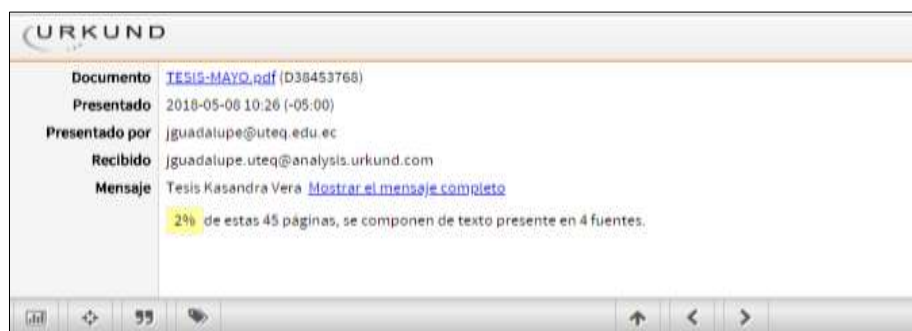 URKUND
Documento TESIS-MAYO.pdf (D38453768)
Presentado 2018-05-08 10:26 (-05:00)
Presentado por jguadalupe@uteq.edu.ec
Recibido jguadalupe.uteq@analysis.urkund.com
Mensaje Tesis Kasandra Vera Mostrar el mensaje completo
2% de estas 45 páginas, se componen de texto presente en 4 fuentes.